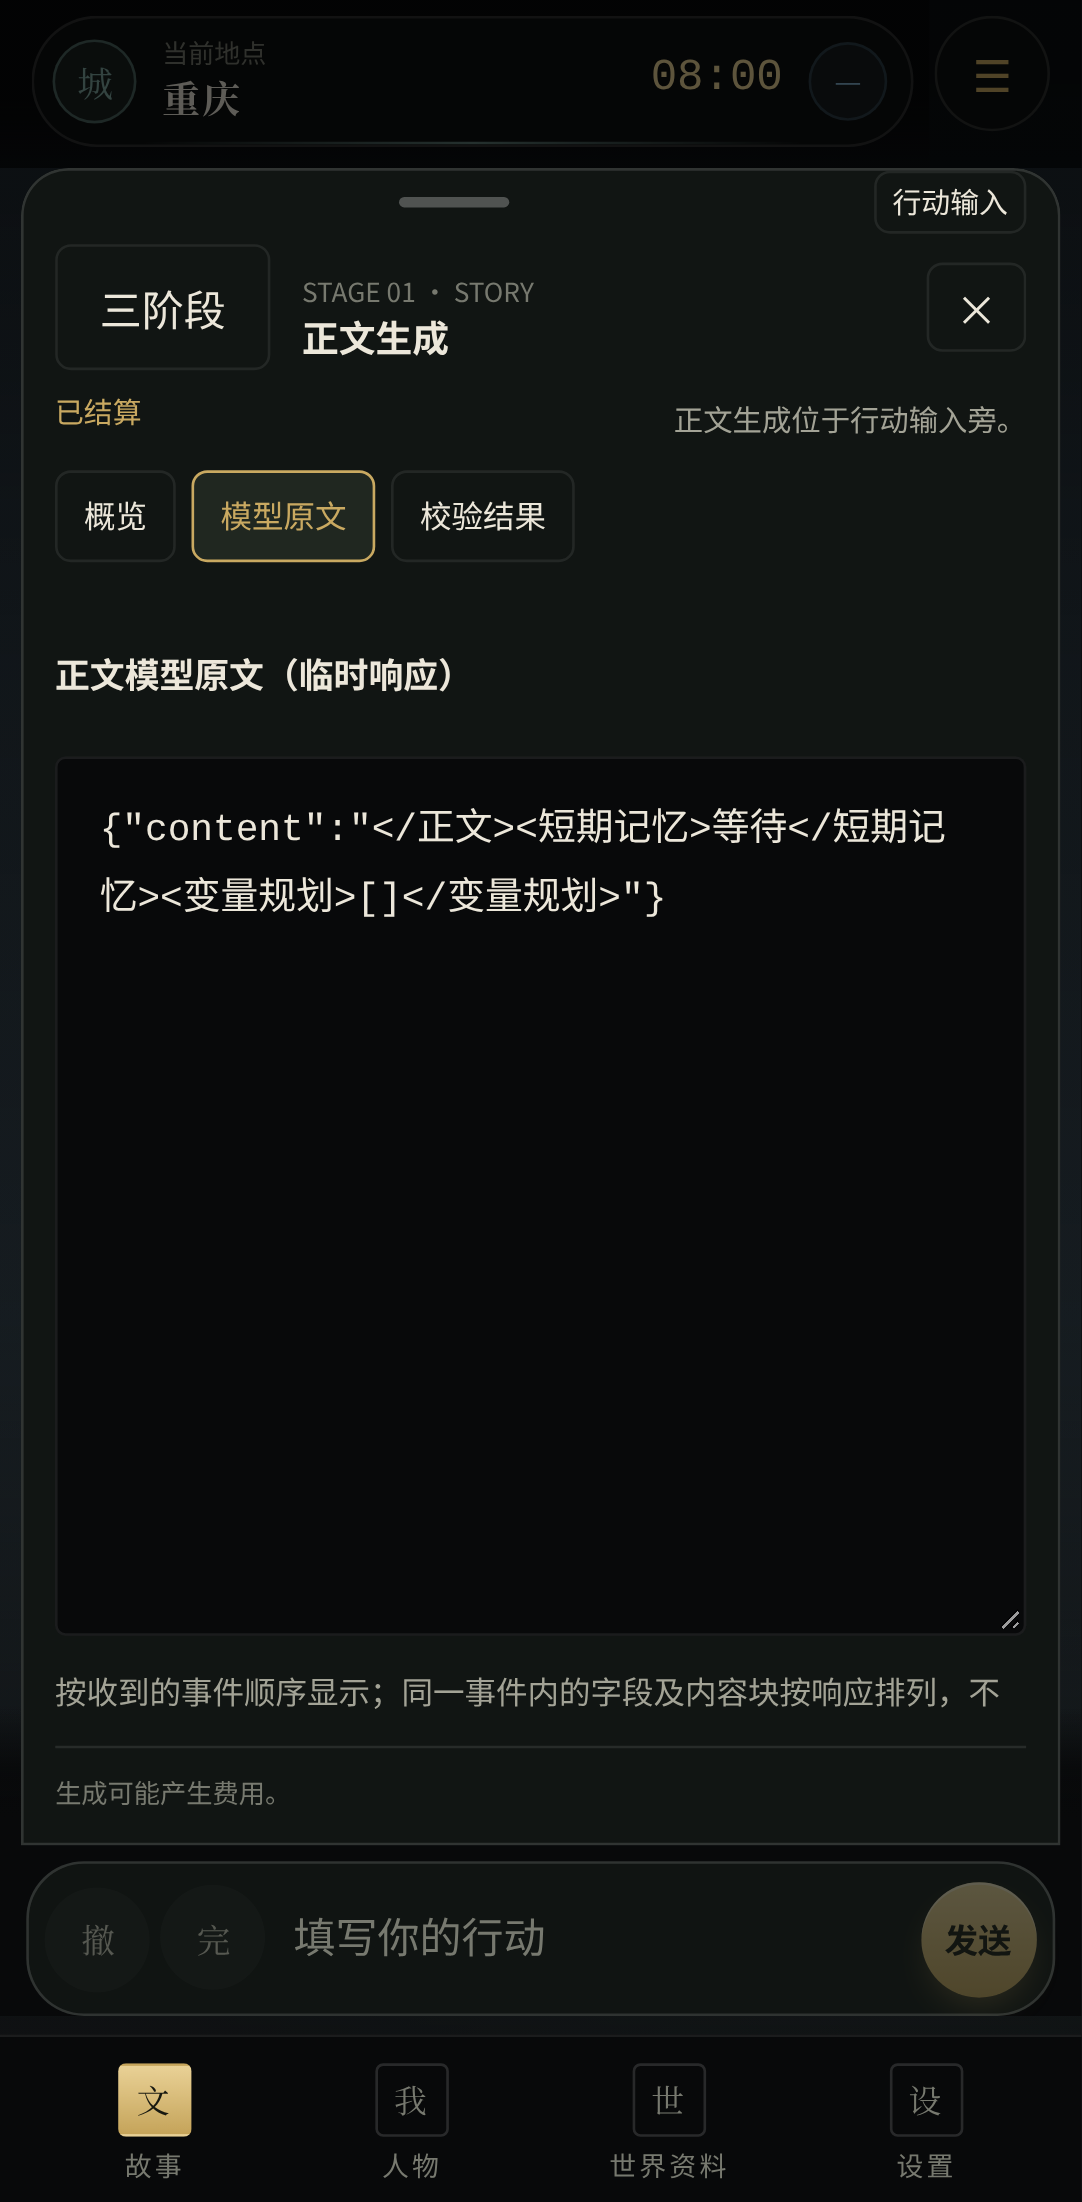 城
当前地点
重庆
08:00
—
行动输入
三阶段
STAGE 01 · STORY
正文生成
已结算
正文生成位于行动输入旁。
概览
模型原文
校验结果
正文模型原文（临时响应）
{"content":"</正文><短期记忆>等待</短期记
忆><变量规划>[]</变量规划>"}
按收到的事件顺序显示；同一事件内的字段及内容块按响应排列，不
生成可能产生费用。
撤
完
填写你的行动
发送
文
故事
我
人物
世
世界资料
设
设置